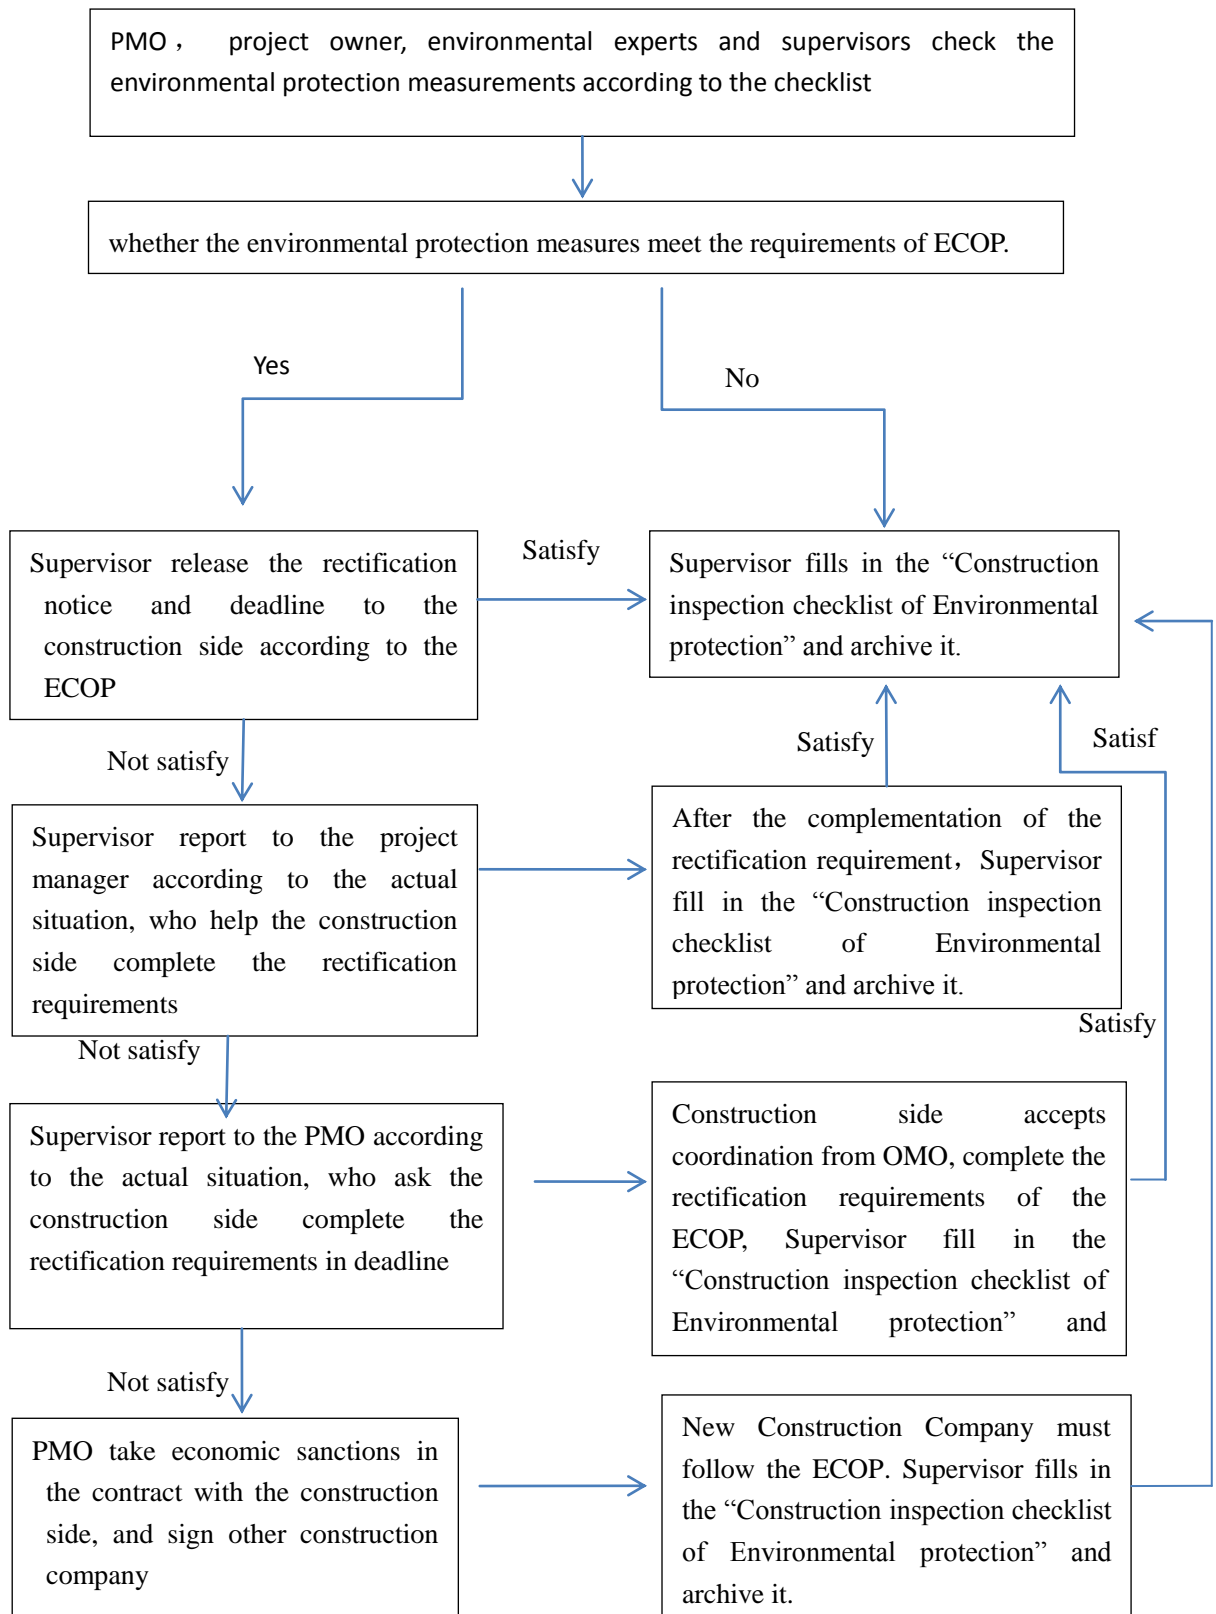 PMO， project owner, environmental experts and supervisors check the
environmental protection measurements according to the checklist
whether the environmental protection measures meet the requirements of ECOP.
Yes
No
Supervisor release the rectification
notice and deadline to the
construction side according to the
ECOP
Satisfy
Supervisor fills in the “Construction
inspection checklist of Environmental
protection” and archive it.
Not satisfy
Satisfy
Satisf
Supervisor report to the project
manager according to the actual
situation, who help the construction
side complete the rectification
requirements
After the complementation of the
rectification requirement，Supervisor
fill in the “Construction inspection
checklist of Environmental
protection” and archive it.
Not satisfy
Satisfy
Supervisor report to the PMO according
to the actual situation, who ask the
construction side complete the
rectification requirements in deadline
Construction side accepts
coordination from OMO, complete the
rectification requirements of the
ECOP, Supervisor fill in the
“Construction inspection checklist of
Environmental protection” and
Not satisfy
PMO take economic sanctions in
the contract with the construction
side, and sign other construction
company
New Construction Company must
follow the ECOP. Supervisor fills in
the “Construction inspection checklist
of Environmental protection” and
archive it.